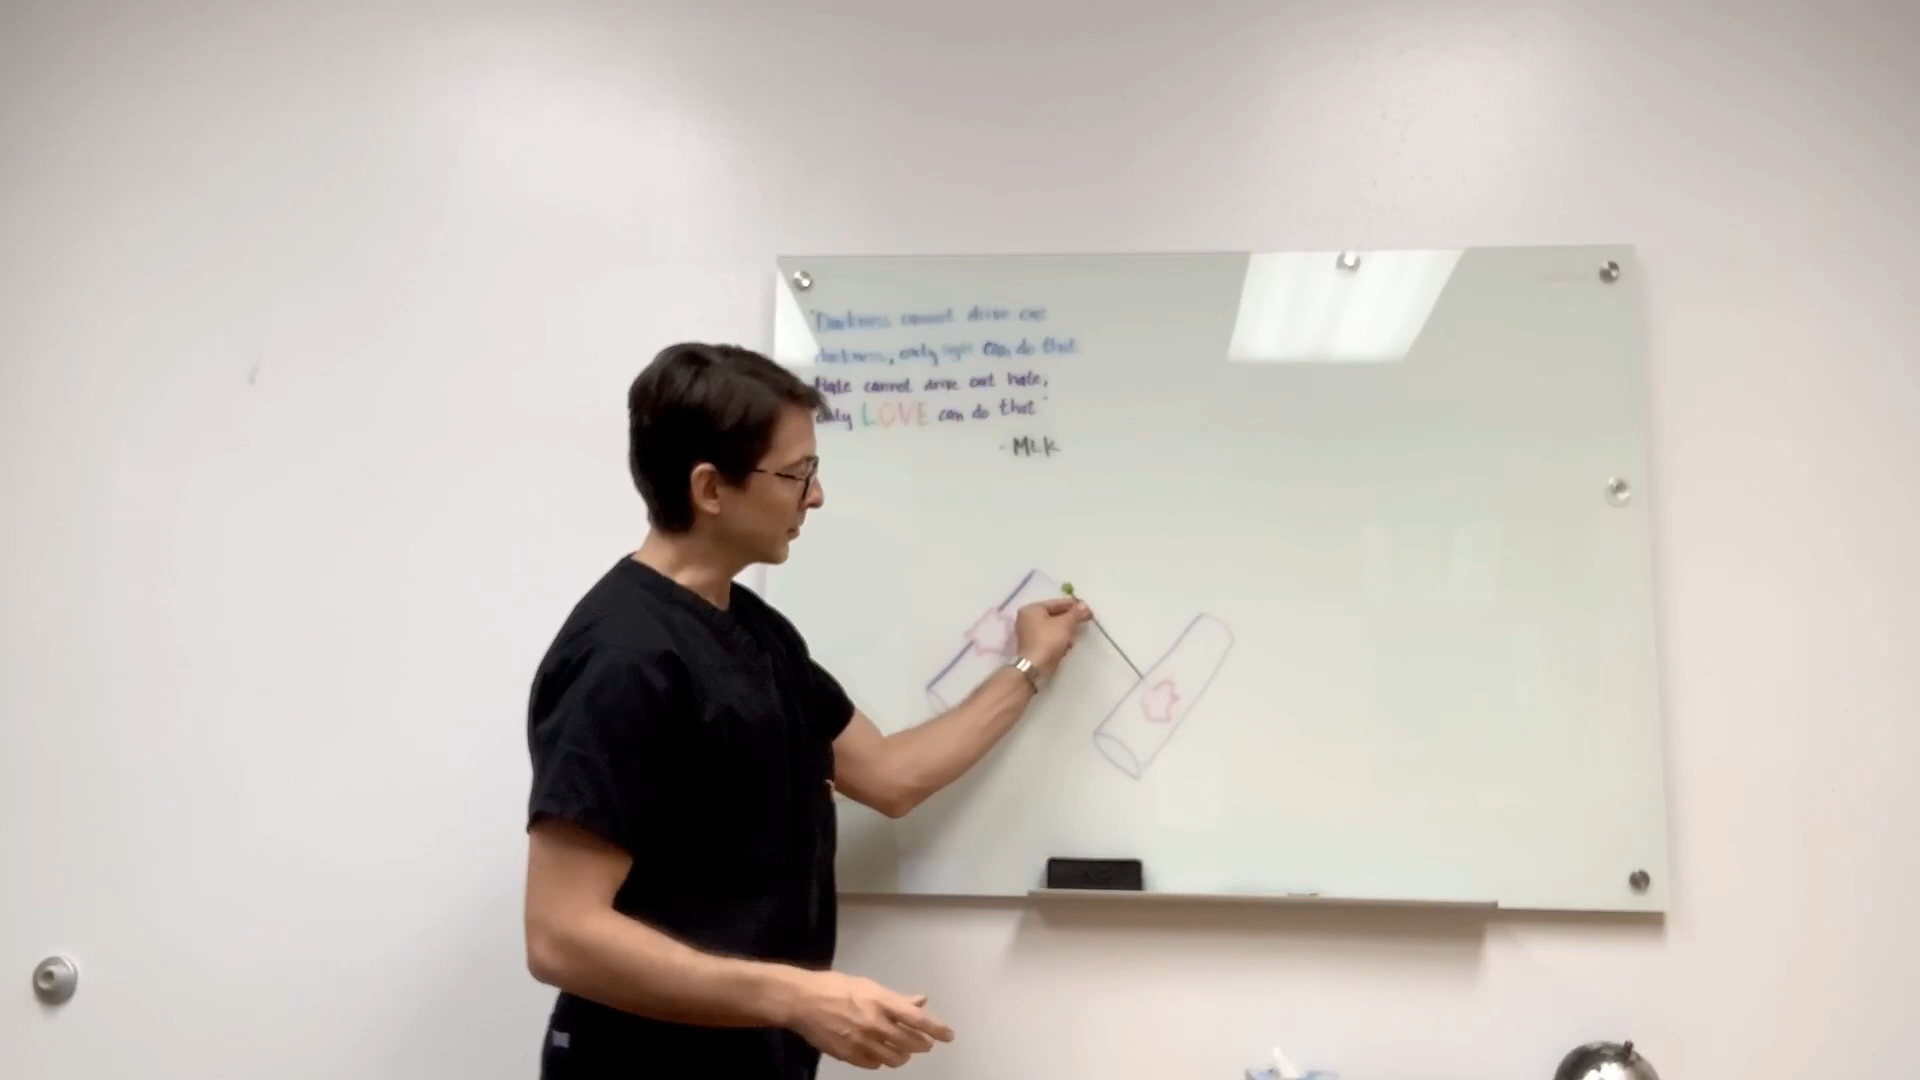 "Darkness cannot drive out
darkness, only light can do that.
Hate cannot drive out hate,
only LOVE can do that"
- MLK